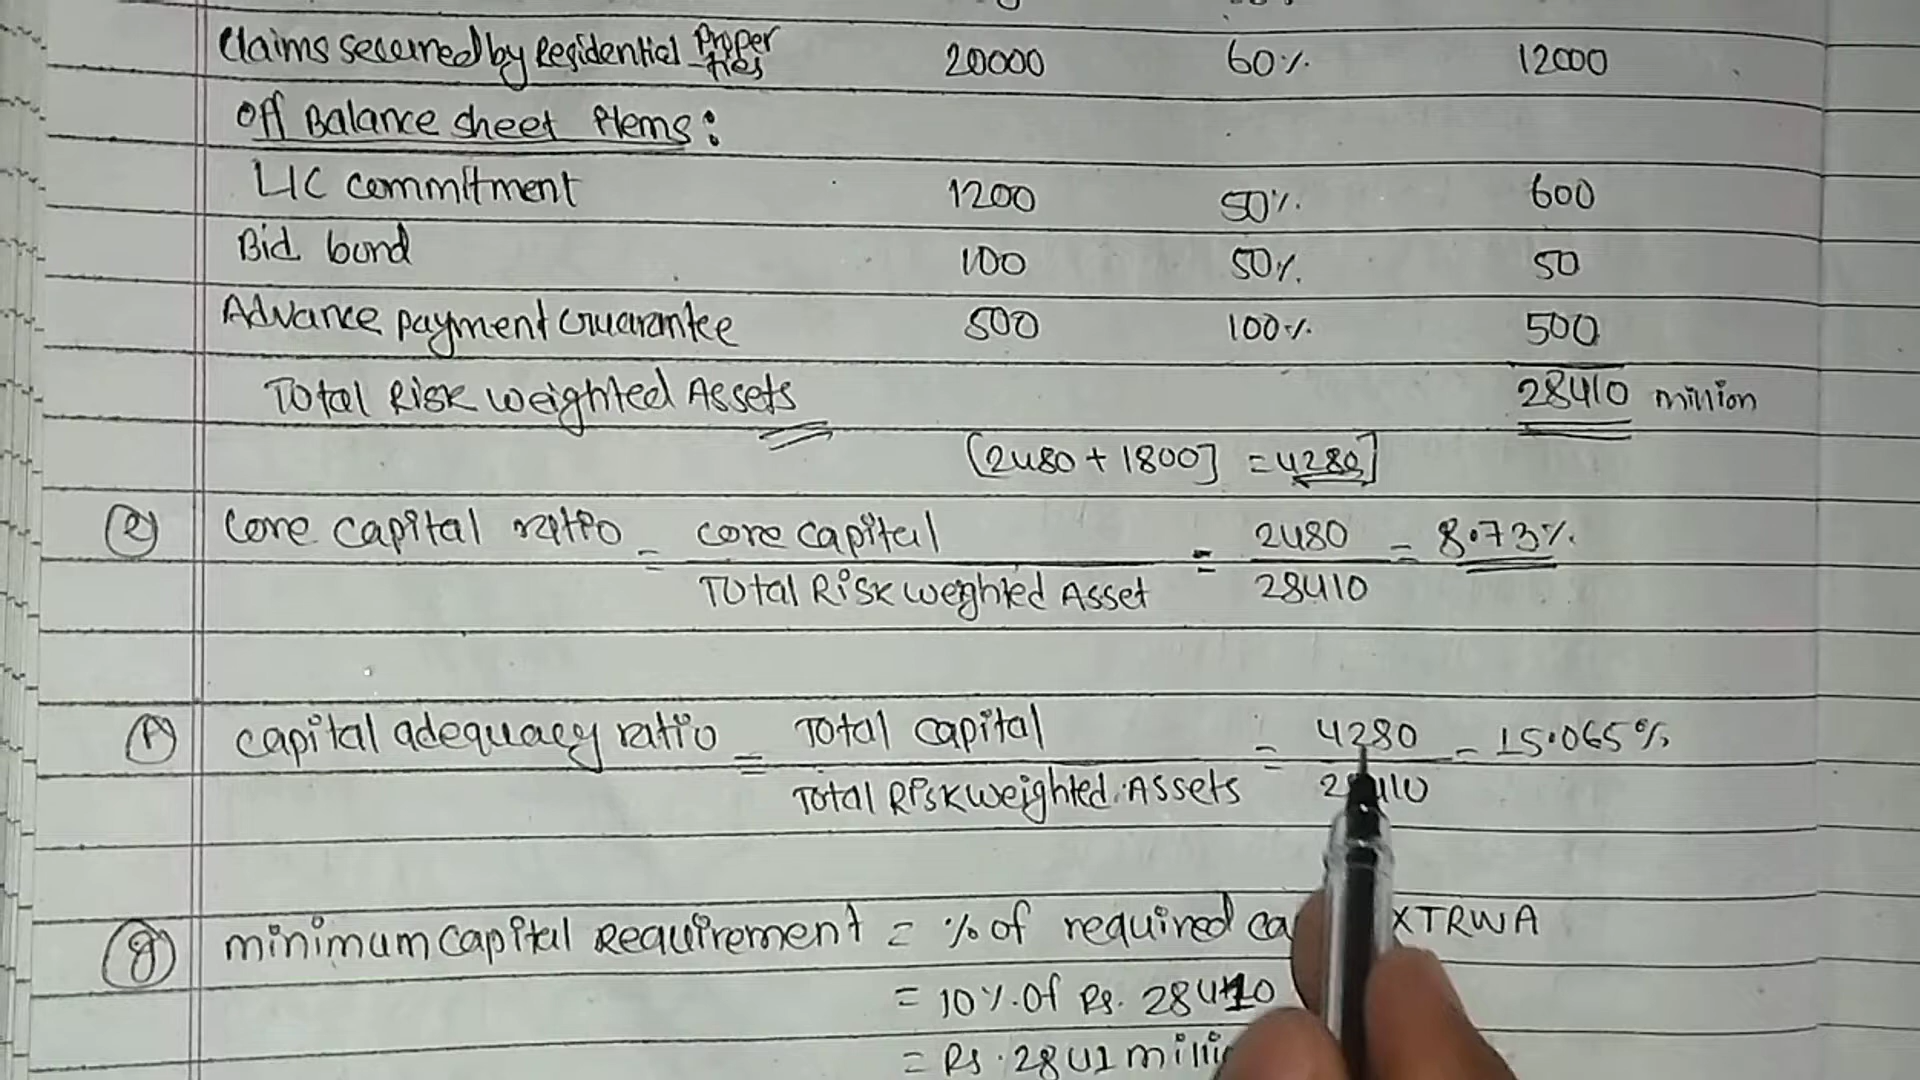 Claims secured by Residential Properties 20000 60% 12000
Off Balance sheet Items:
L/C commitment 1200 50% 600
Bid bond 100 50% 50
Advance payment Guarantee 500 100% 500
Total Risk weighted Assets 28410 million
[2480 + 1800] = 4280]
e) core capital ratio = core capital / Total Risk weighted Asset = 2480 / 28410 = 8.73%
f) capital adequacy ratio = Total capital / Total Risk weighted Assets = 4280 / 28410 = 15.065%
g) minimum capital Requirement = % of required ca XTRWA
= 10% of Rs. 28410
= Rs. 2841 milli